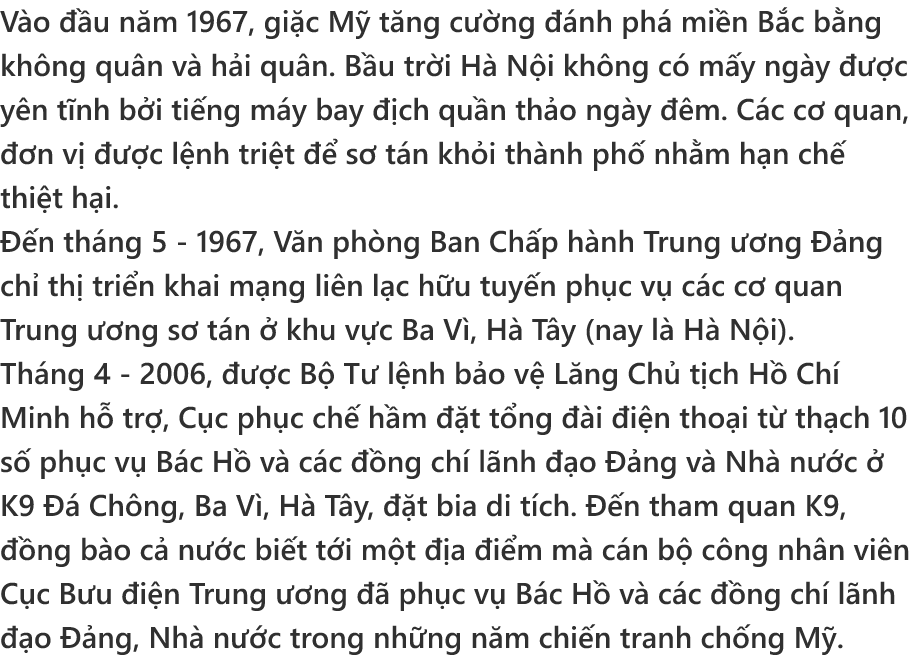 Vào đầu năm 1967, giặc Mỹ tăng cường đánh phá miền Bắc bằng
không quân và hải quân. Bầu trời Hà Nội không có mấy ngày được
yên tĩnh bởi tiếng máy bay địch quần thảo ngày đêm. Các cơ quan,
đơn vị được lệnh triệt để sơ tán khỏi thành phố nhằm hạn chế
thiệt hại.
Đến tháng 5 - 1967, Văn phòng Ban Chấp hành Trung ương Đảng
chỉ thị triển khai mạng liên lạc hữu tuyến phục vụ các cơ quan
Trung ương sơ tán ở khu vực Ba Vì, Hà Tây (nay là Hà Nội).
Tháng 4 - 2006, được Bộ Tư lệnh bảo vệ Lăng Chủ tịch Hồ Chí
Minh hỗ trợ, Cục phục chế hầm đặt tổng đài điện thoại từ thạch 10
số phục vụ Bác Hồ và các đồng chí lãnh đạo Đảng và Nhà nước ở
K9 Đá Chông, Ba Vì, Hà Tây, đặt bia di tích. Đến tham quan K9,
đồng bào cả nước biết tới một địa điểm mà cán bộ công nhân viên
Cục Bưu điện Trung ương đã phục vụ Bác Hồ và các đồng chí lãnh
đạo Đảng, Nhà nước trong những năm chiến tranh chống Mỹ.